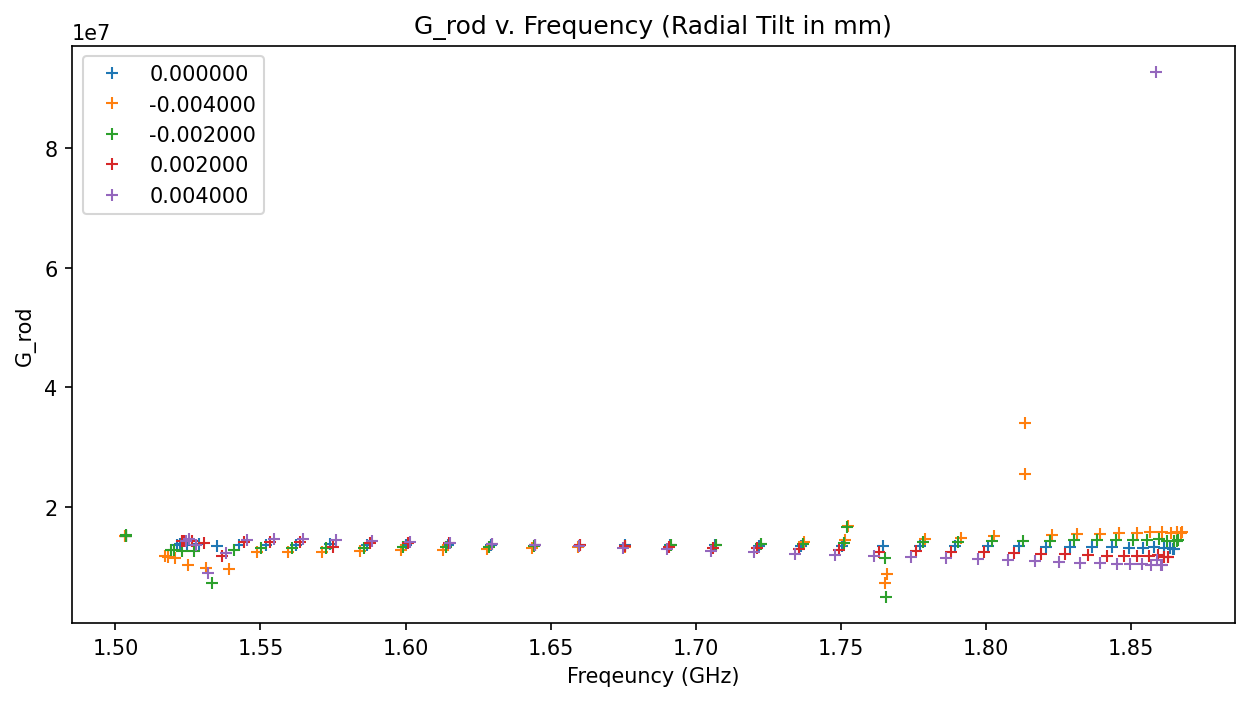 G_rod v. Frequency (Radial Tilt in mm)
1e7
0.000000
-0.004000
-0.002000
0.002000
0.004000
8
6
4
2
G_rod
1.50 1.55 1.60 1.65 1.70 1.75 1.80 1.85
Freqeuncy (GHz)